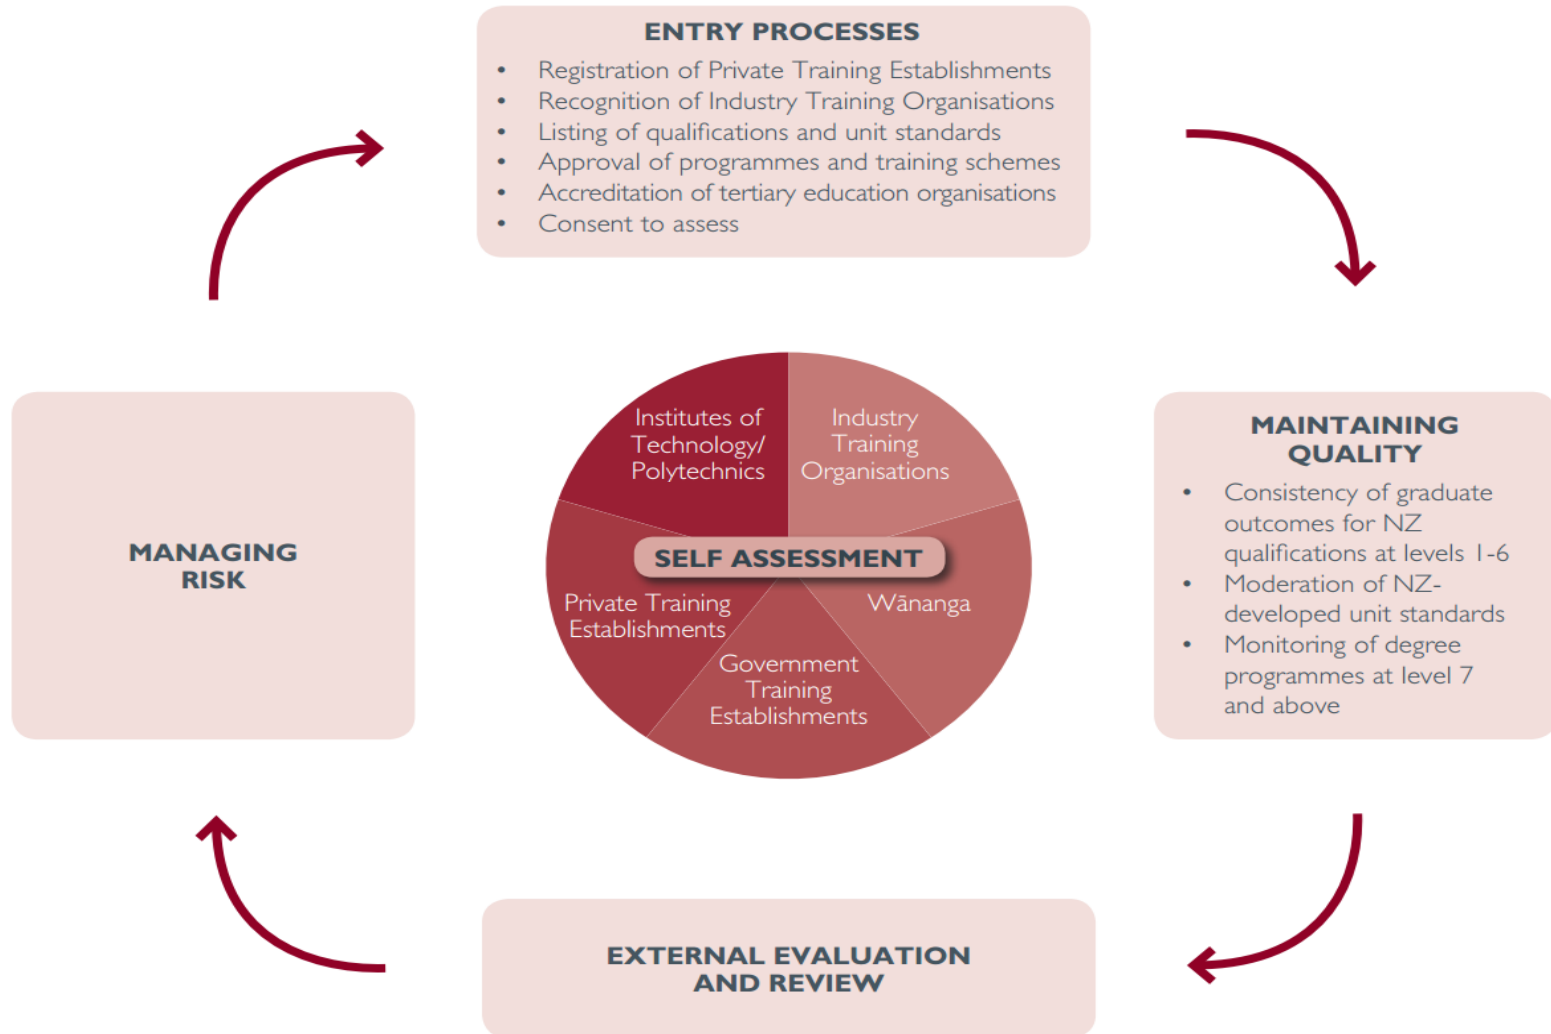 ENTRY PROCESSES
• Registration of Private Training Establishments
• Recognition of Industry Training Organisations
• Listing of qualifications and unit standards
• Approval of programmes and training schemes
• Accreditation of tertiary education organisations
• Consent to assess
MAINTAINING
QUALITY
• Consistency of graduate
outcomes for NZ
qualifications at levels 1-6
• Moderation of NZ-
developed unit standards
• Monitoring of degree
programmes at level 7
and above
EXTERNAL EVALUATION
AND REVIEW
MANAGING
RISK
SELF ASSESSMENT
Institutes of
Technology/
Polytechnics
Industry
Training
Organisations
Wānanga
Government
Training
Establishments
Private Training
Establishments